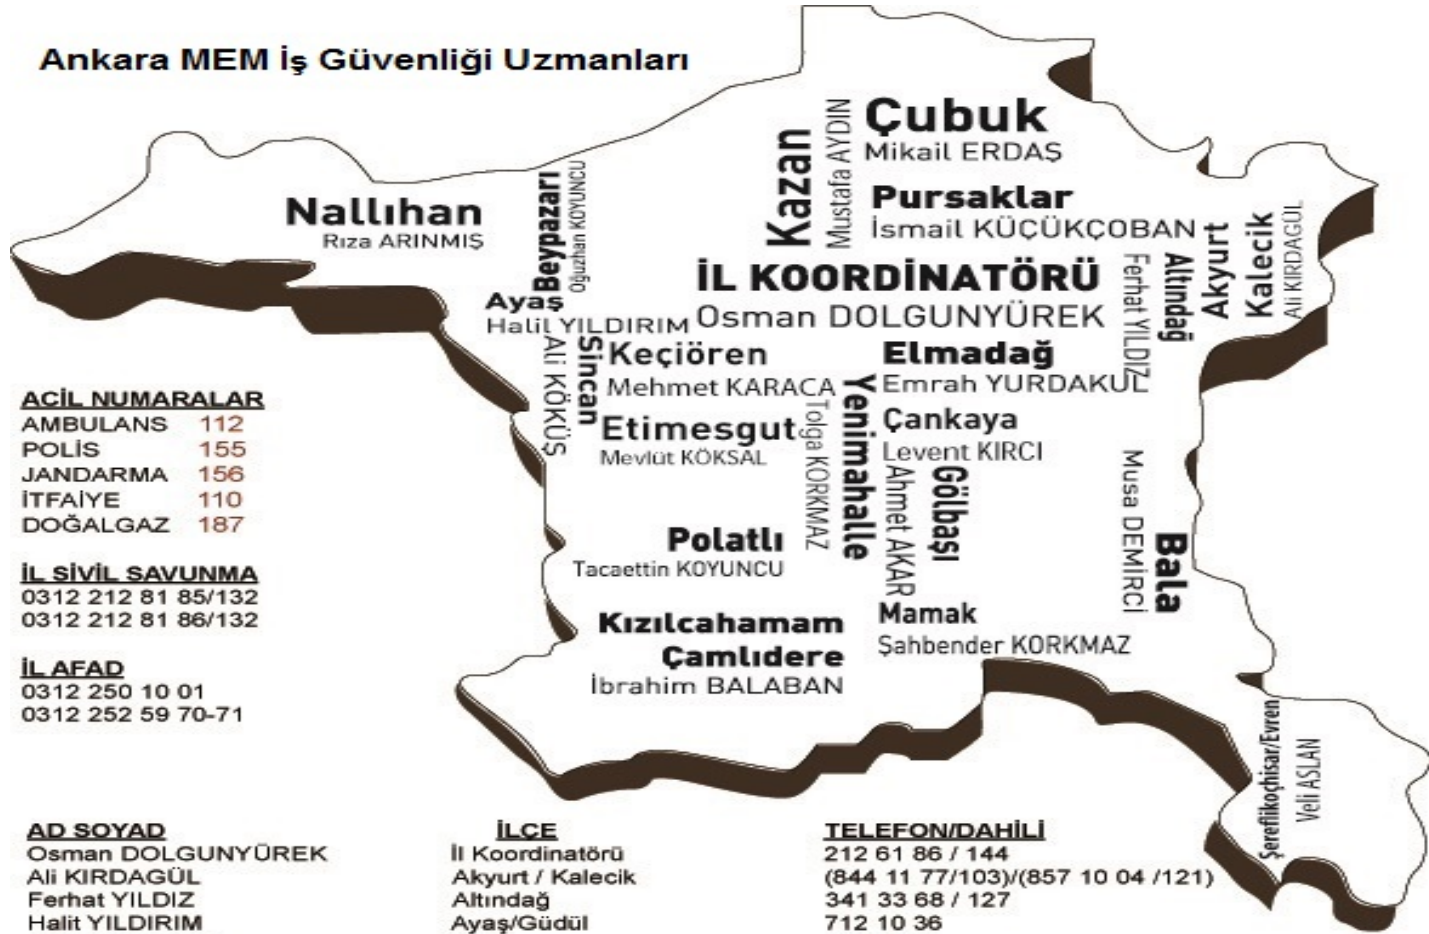 Ankara MEM İş Güvenliği Uzmanları
Çubuk
Mikail ERDAŞ
Kazan
Mustafa AYDIN
Pursaklar
İsmail KÜÇÜKÇOBAN
Nallıhan
Rıza ARINMIŞ
Beypazarı
Oğuzhan KOYUNCU
Akyurt
Kalecik
Ali KIRDAGÜL
Altındağ
Ferhat YILDIZ
İL KOORDİNATÖRÜ
Osman DOLGUNYÜREK
Ayaş
Halil YILDIRIM
Sincan
Ali KÖKÜŞ
Keçiören
Mehmet KARACA
Elmadağ
Emrah YURDAKUL
Etimesgut
Mevlüt KÖKSAL
Yenimahalle
Tolga KORKMAZ
Çankaya
Levent KIRCI
Gölbaşı
Ahmet AKAR
Bala
Musa DEMİRCİ
Polatlı
Tacaettin KOYUNCU
Mamak
Şahbender KORKMAZ
Kızılcahamam
Çamlıdere
İbrahim BALABAN
Şereflikoçhisar/Evren
Veli ASLAN
ACİL NUMARALAR
AMBULANS 112
POLİS 155
JANDARMA 156
İTFAİYE 110
DOĞALGAZ 187
İL SİVİL SAVUNMA
0312 212 81 85/132
0312 212 81 86/132
İL AFAD
0312 250 10 01
0312 252 59 70-71
AD SOYAD İLÇE TELEFON/DAHİLİ
Osman DOLGUNYÜREK İl Koordinatörü 212 61 86 / 144
Ali KIRDAGÜL Akyurt / Kalecik (844 11 77/103)/(857 10 04 /121)
Ferhat YILDIZ Altındağ 341 33 68 / 127
Halit YILDIRIM Ayaş/Güdül 712 10 36